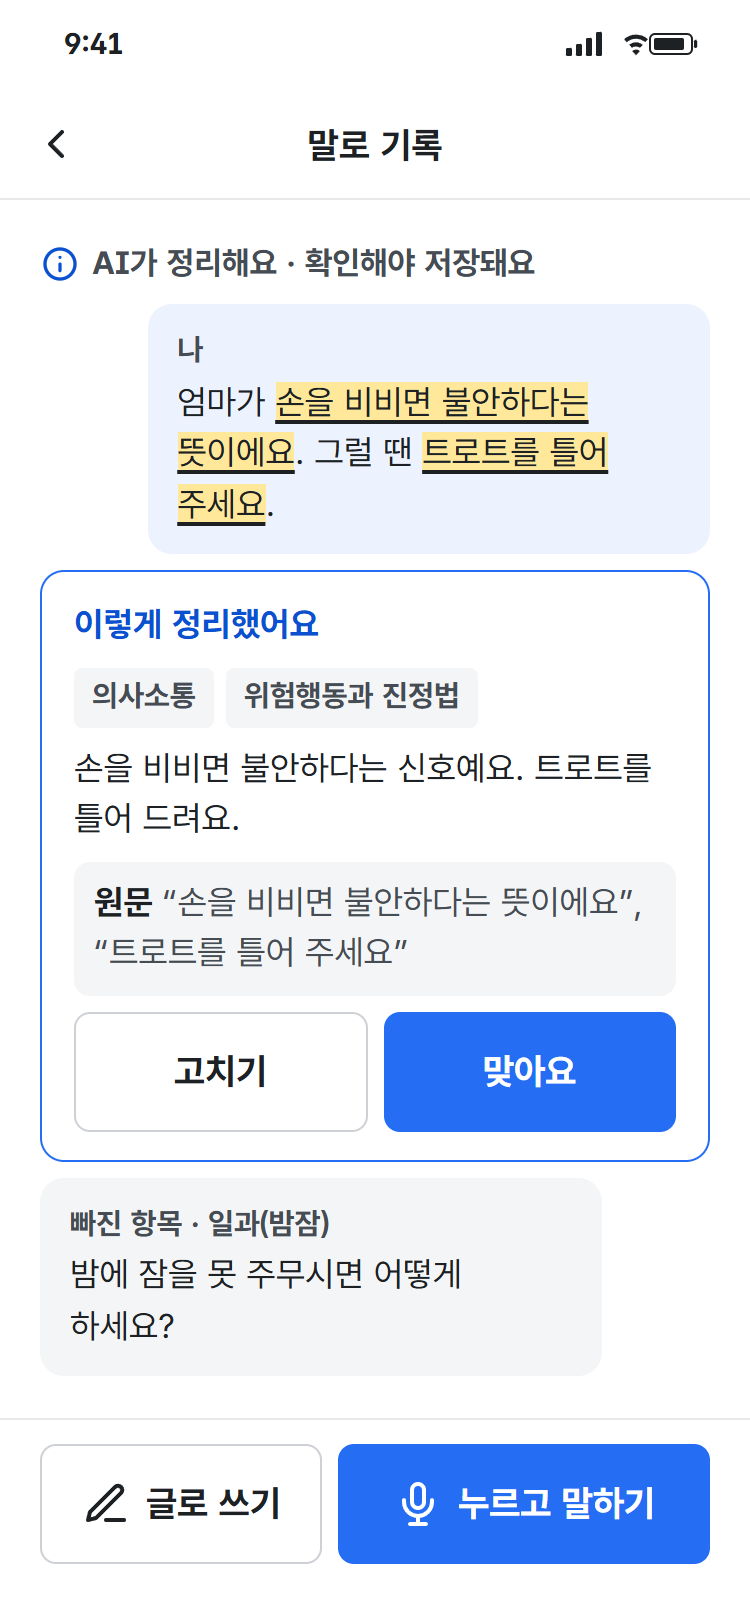 9:41
말로 기록
AI가 정리해요 · 확인해야 저장돼요
나
엄마가 손을 비비면 불안하다는
뜻이에요. 그럴 땐 트로트를 틀어
주세요.
이렇게 정리했어요
의사소통 위험행동과 진정법
손을 비비면 불안하다는 신호예요. 트로트를
틀어 드려요.
원문 “손을 비비면 불안하다는 뜻이에요”,
“트로트를 틀어 주세요”
고치기 맞아요
빠진 항목 · 일과(밤잠)
밤에 잠을 못 주무시면 어떻게
하세요?
글로 쓰기 누르고 말하기